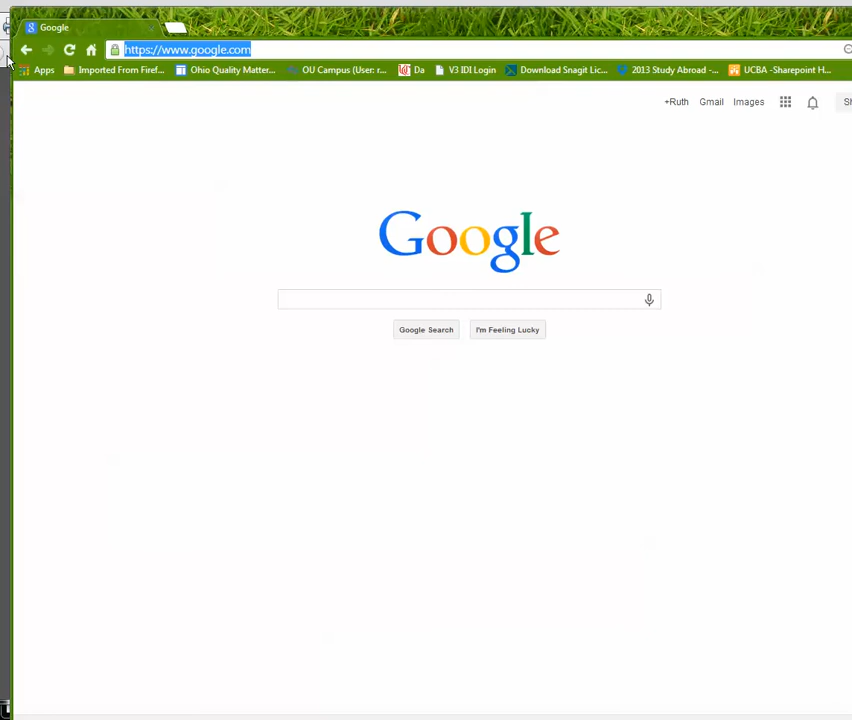 Google
https://www.google.com
Apps Imported From Firef... Ohio Quality Matter... OU Campus (User: r... Da V3 IDI Login Download Snagit Lic... 2013 Study Abroad -... UCBA -Sharepoint H...
+Ruth Gmail Images
Google
Google Search I'm Feeling Lucky